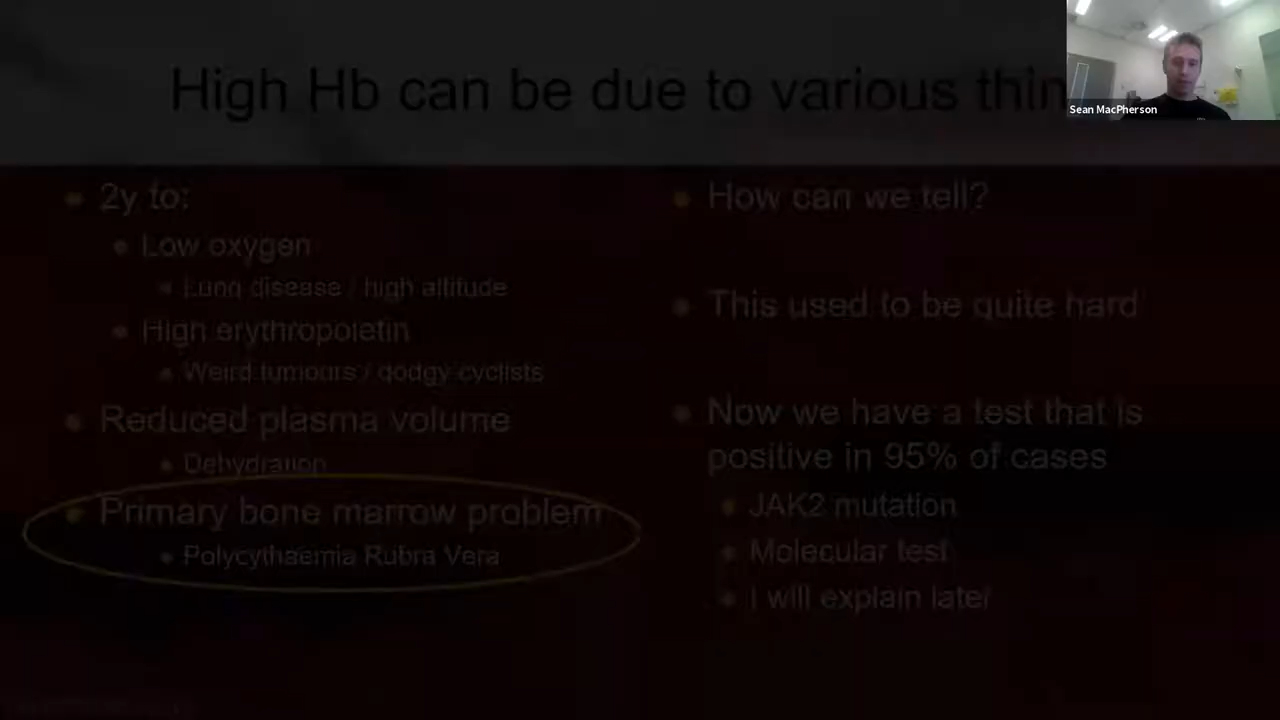 High Hb can be due to various thin
Sean MacPherson
2y to:
Low oxygen
Lung disease / high altitude
High erythropoietin
Weird tumours / dodgy cyclists
Reduced plasma volume
Dehydration
Primary bone marrow problem
Polycythaemia Rubra Vera
How can we tell?
This used to be quite hard
Now we have a test that is
positive in 95% of cases
JAK2 mutation
Molecular test
I will explain later